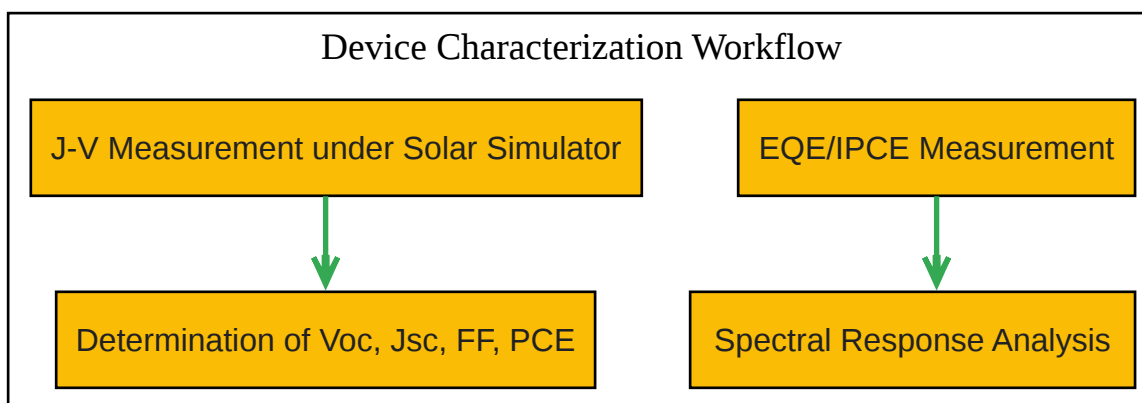 Device Characterization Workflow
J-V Measurement under Solar Simulator
EQE/IPCE Measurement
Determination of Voc, Jsc, FF, PCE
Spectral Response Analysis